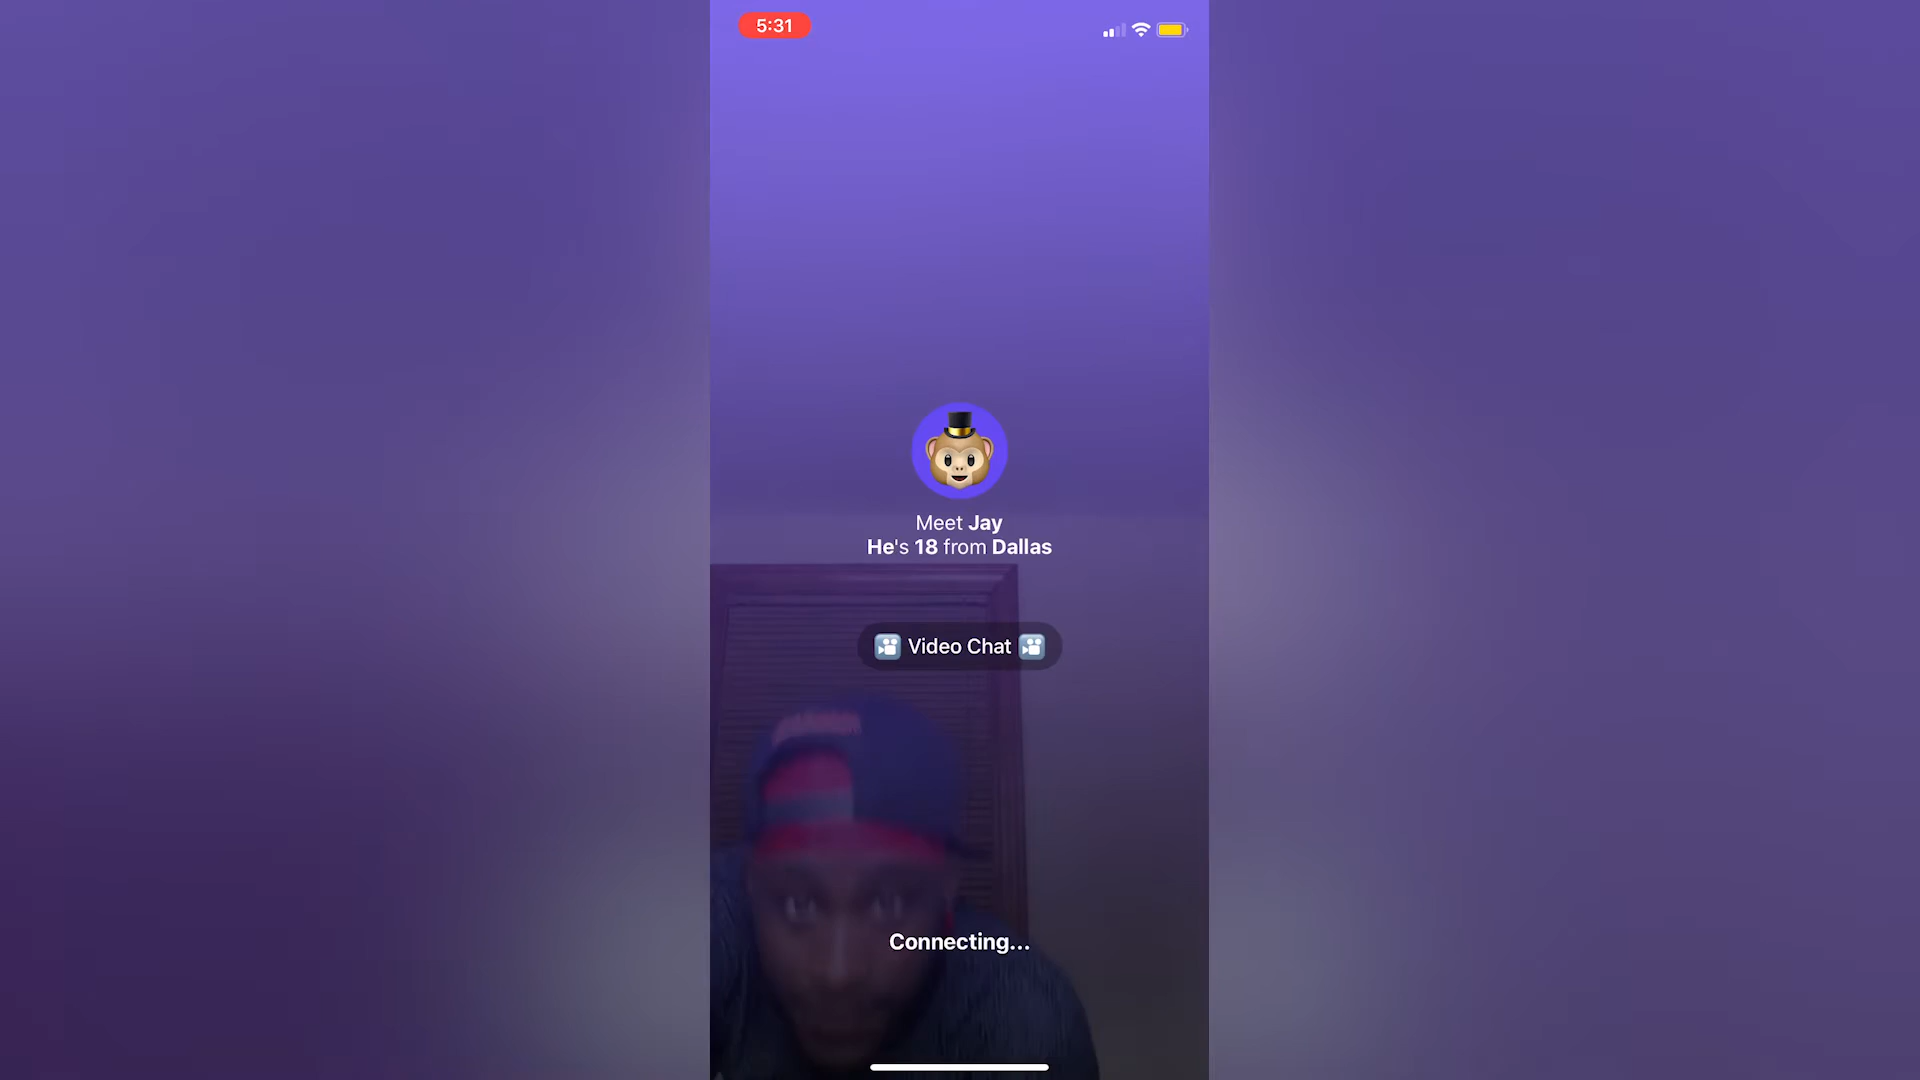 5:31
Meet Jay
He's 18 from Dallas
Video Chat
Connecting...